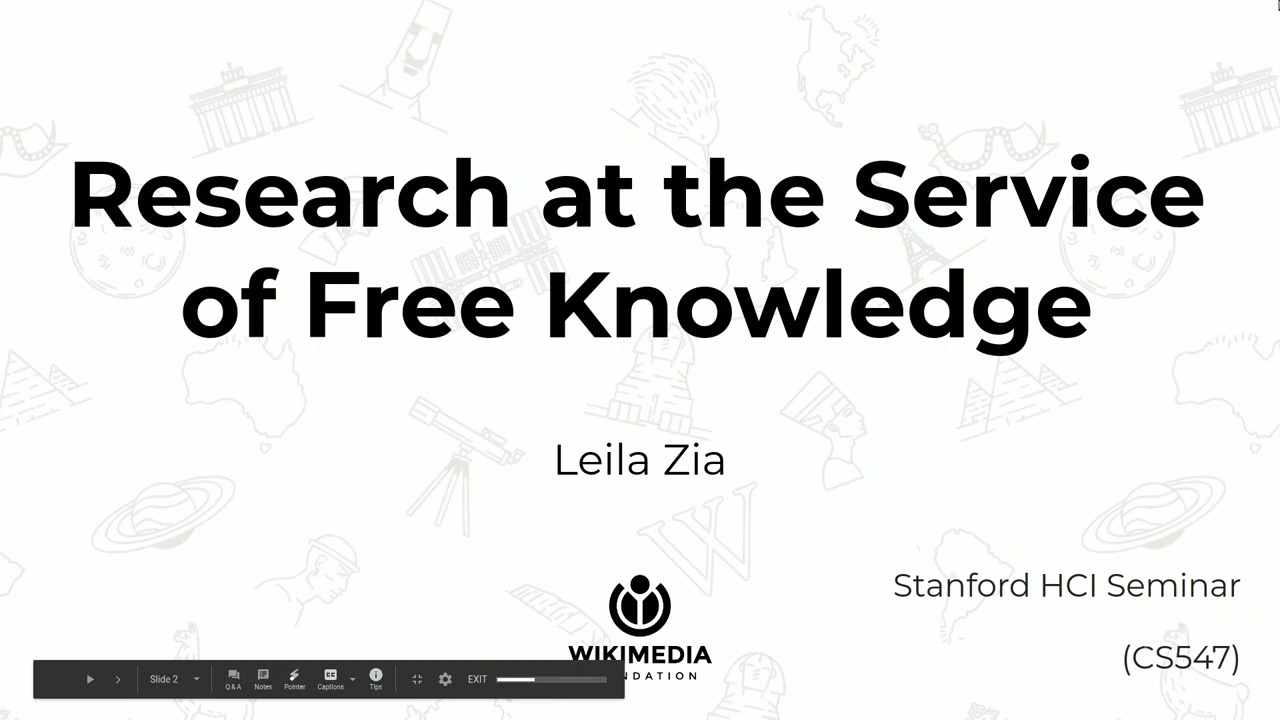 Research at the Service
of Free Knowledge
Leila Zia
Stanford HCI Seminar
(CS547)
W
WIKIMEDIA
NDATION
Slide 2
Q & A
Notes
Pointer
Captions
Tips
EXIT